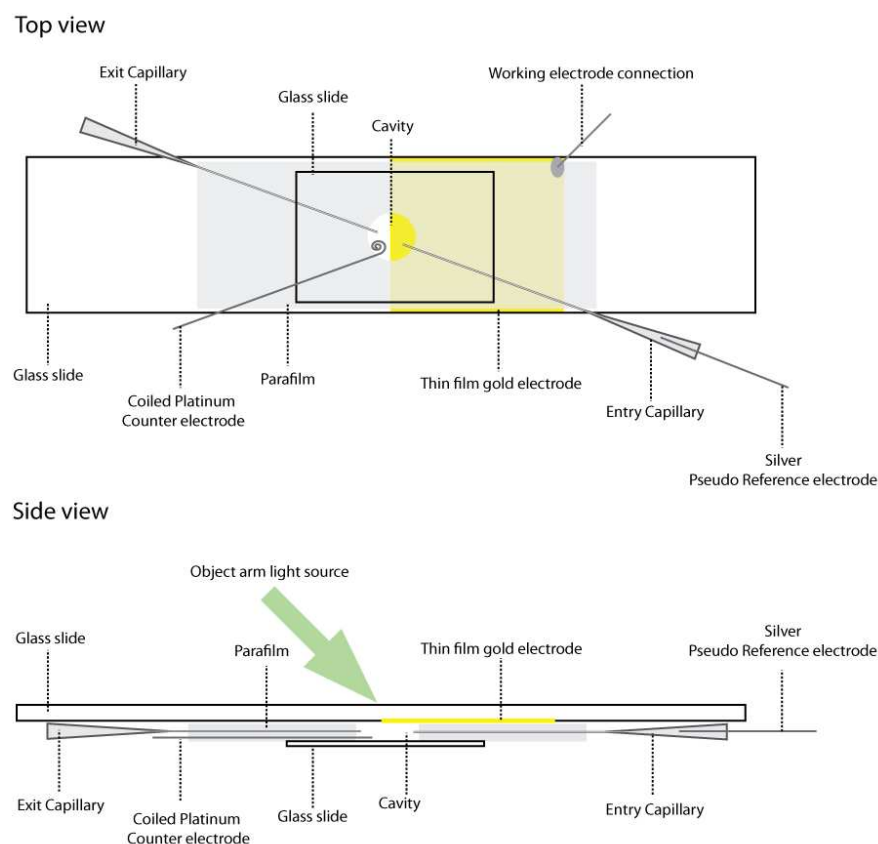 Top view
Exit Capillary
Working electrode connection
Glass slide
Cavity
Glass slide
Parafilm
Thin film gold electrode
Coiled Platinum
Counter electrode
Entry Capillary
Silver
Pseudo Reference electrode
Side view
Object arm light source
Glass slide
Parafilm
Thin film gold electrode
Silver
Pseudo Reference electrode
Exit Capillary
Coiled Platinum
Counter electrode
Glass slide
Cavity
Entry Capillary